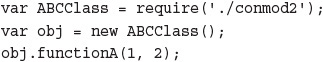 var ABCClass = require('./conmod2');
var obj = new ABCClass();
obj.functionA(1, 2);